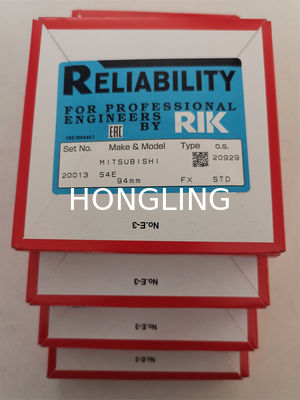 RELIABILITY
FOR PROFESSIONAL
ENGINEERS
BY RIK
1057884467
EAC
Set No. Make & Model Type O.S.
MITSUBISHI 20929
20013 S4E
94mm FX STD
HONGLING
No.E-3
No.E-3
No.E-3
No.E-3